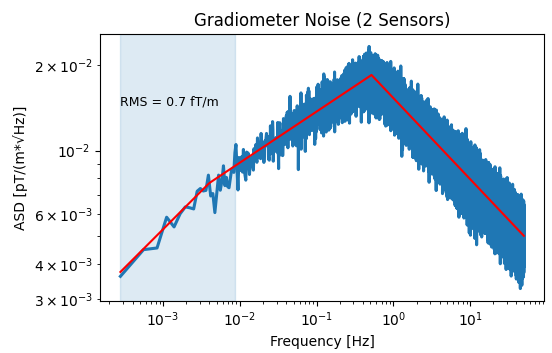 Gradiometer Noise (2 Sensors)
ASD [pT/(m*√Hz)]
2 × 10⁻²
10⁻²
6 × 10⁻³
4 × 10⁻³
3 × 10⁻³
RMS = 0.7 fT/m
10⁻³ 10⁻² 10⁻¹ 10⁰ 10¹
Frequency [Hz]